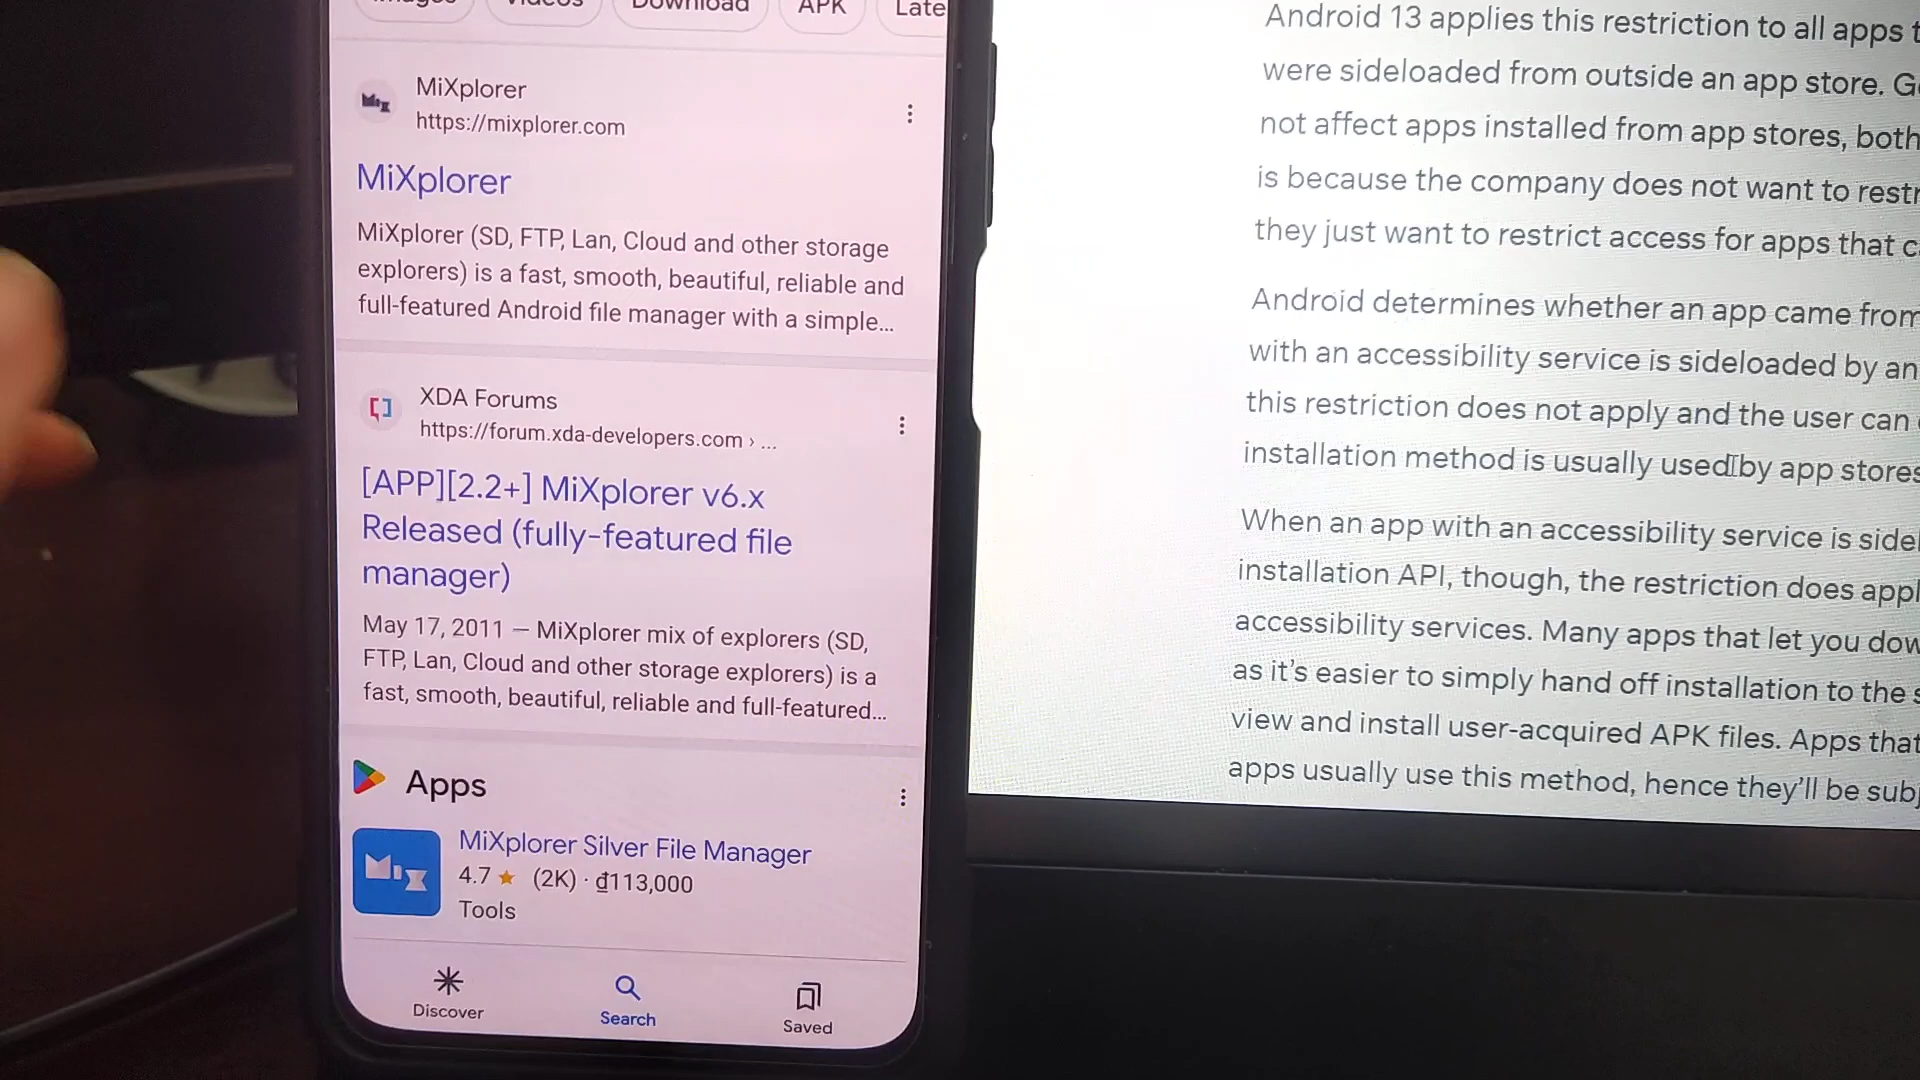 Images
Videos
Download
APK
Late
MiXplorer
https://mixplorer.com
MiXplorer
MiXplorer (SD, FTP, Lan, Cloud and other storage
explorers) is a fast, smooth, beautiful, reliable and
full-featured Android file manager with a simple...
XDA Forums
https://forum.xda-developers.com › ...
[APP][2.2+] MiXplorer v6.x
Released (fully-featured file
manager)
May 17, 2011 — MiXplorer mix of explorers (SD,
FTP, Lan, Cloud and other storage explorers) is a
fast, smooth, beautiful, reliable and full-featured...
Apps
MiXplorer Silver File Manager
4.7 ★ (2K) · ₫113,000
Tools
Discover
Search
Saved
Android 13 applies this restriction to all apps t
were sideloaded from outside an app store. G
not affect apps installed from app stores, both
is because the company does not want to restr
they just want to restrict access for apps that c
Android determines whether an app came from
with an accessibility service is sideloaded by an
this restriction does not apply and the user can
installation method is usually used by app stores
When an app with an accessibility service is side
installation API, though, the restriction does appl
accessibility services. Many apps that let you dow
as it's easier to simply hand off installation to the s
view and install user-acquired APK files. Apps that
apps usually use this method, hence they'll be subj